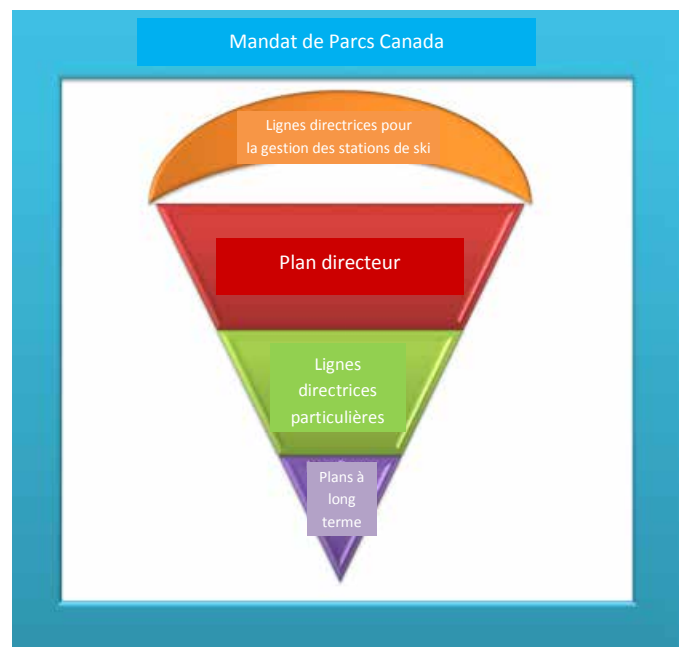 Mandat de Parcs Canada
Lignes directrices pour
la gestion des stations de ski
Plan directeur
Lignes
directrices
particulières
Plans à
long
terme